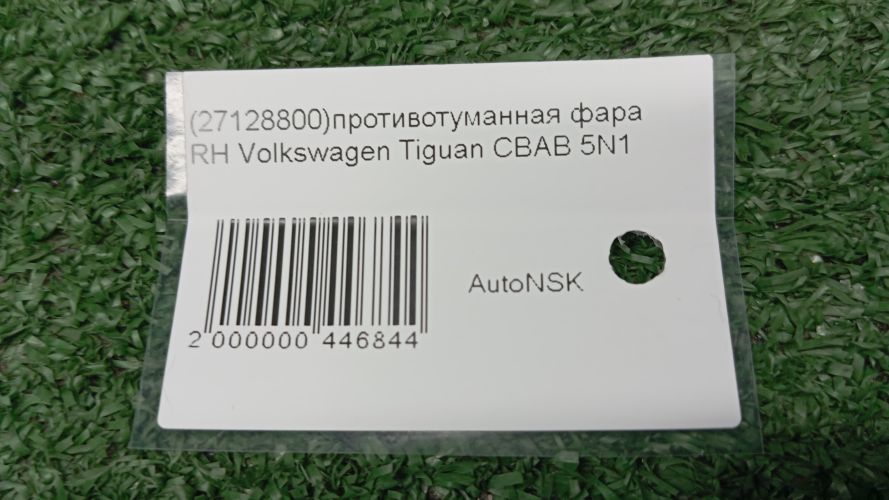 (27128800)противотуманная фара
RH Volkswagen Tiguan CBAB 5N1
AutoNSK
2 000000 446844